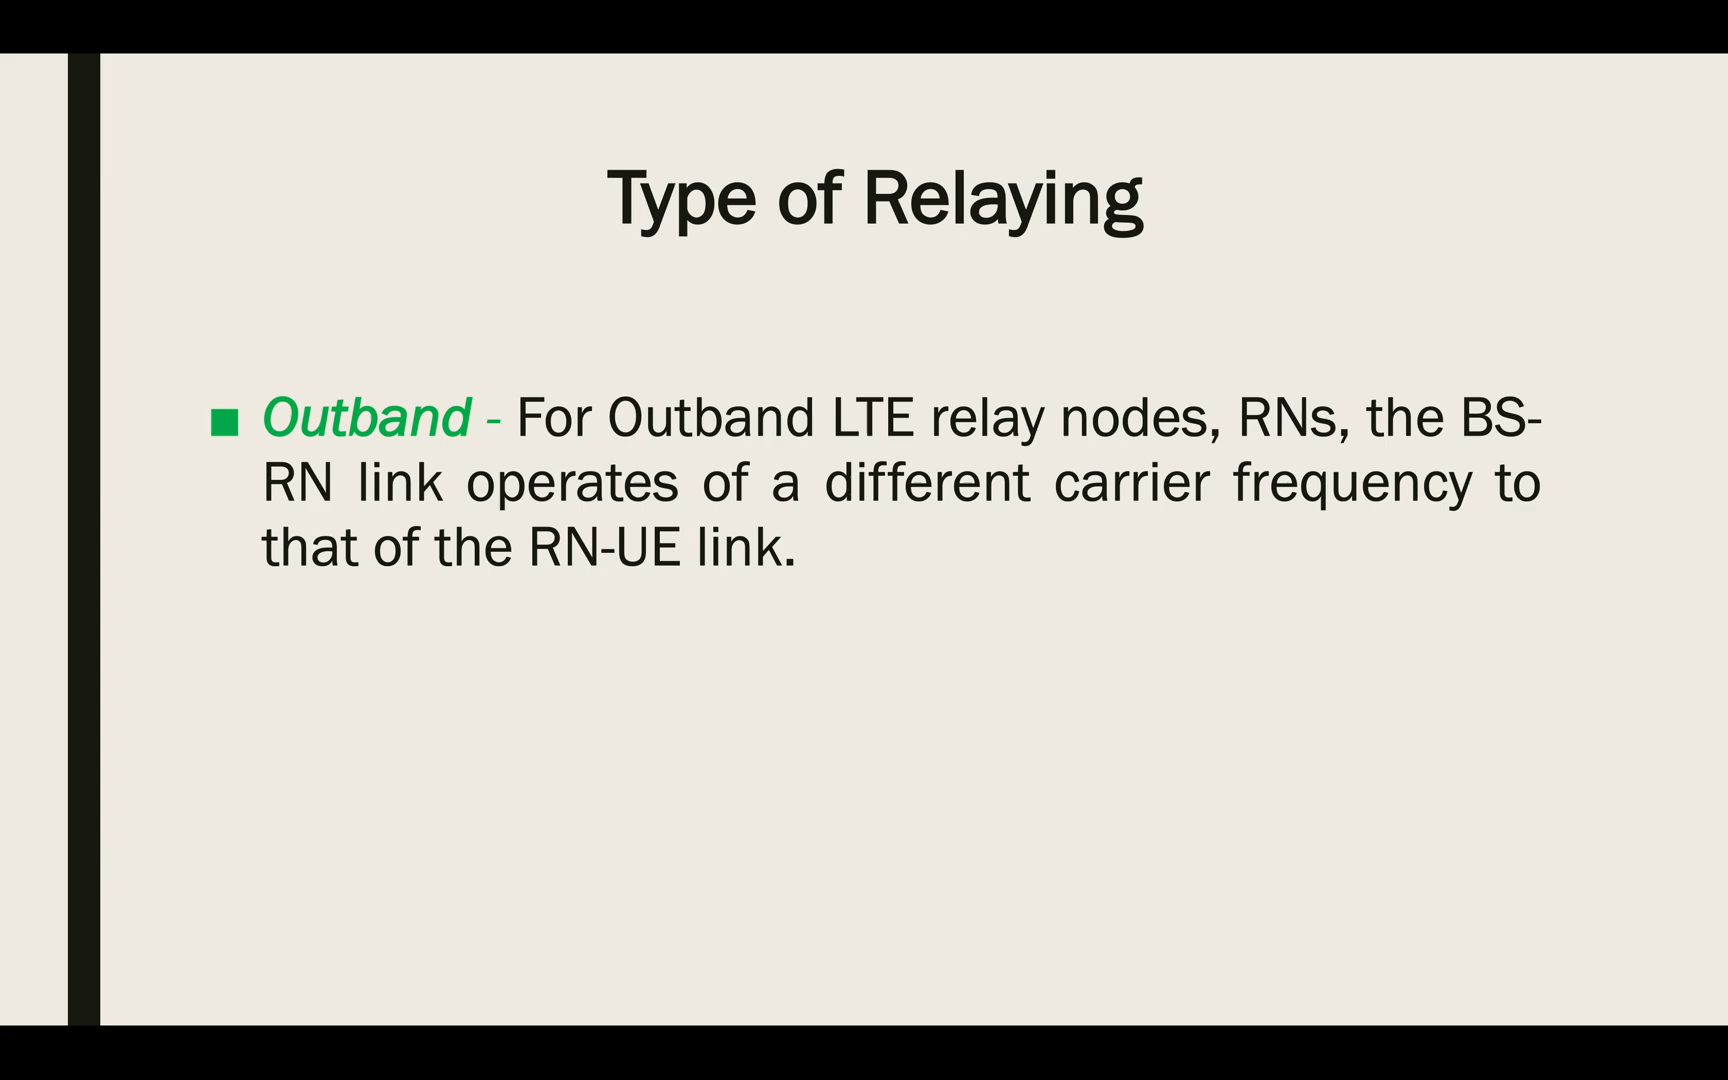 Type of Relaying
■ Outband - For Outband LTE relay nodes, RNs, the BS-
RN link operates of a different carrier frequency to
that of the RN-UE link.